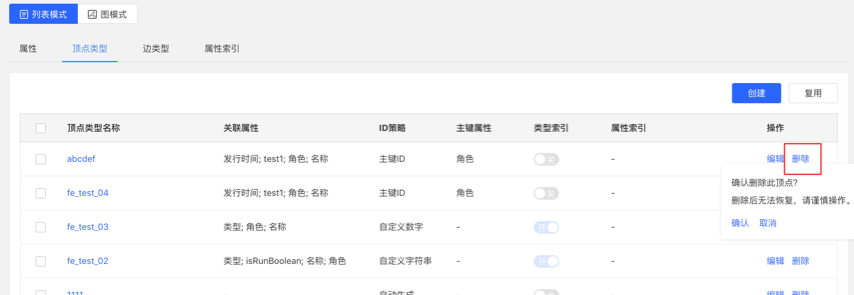 列表模式 图模式
属性 顶点类型 边类型 属性索引
创建 复用
顶点类型名称 关联属性 ID策略 主键属性 类型索引 属性索引 操作
abcdef 发行时间; test1; 角色; 名称 主键ID 角色 关 - 编辑 删除
fe_test_04 发行时间; test1; 角色; 名称 主键ID 角色 关 -
确认删除此顶点?
删除后无法恢复，请谨慎操作。
确认 取消
fe_test_03 类型; 角色; 名称 自定义数字 - 开 -
fe_test_02 类型; isRunBoolean; 名称; 角色 自定义字符串 - 开 - 编辑 删除
1111 自动生成